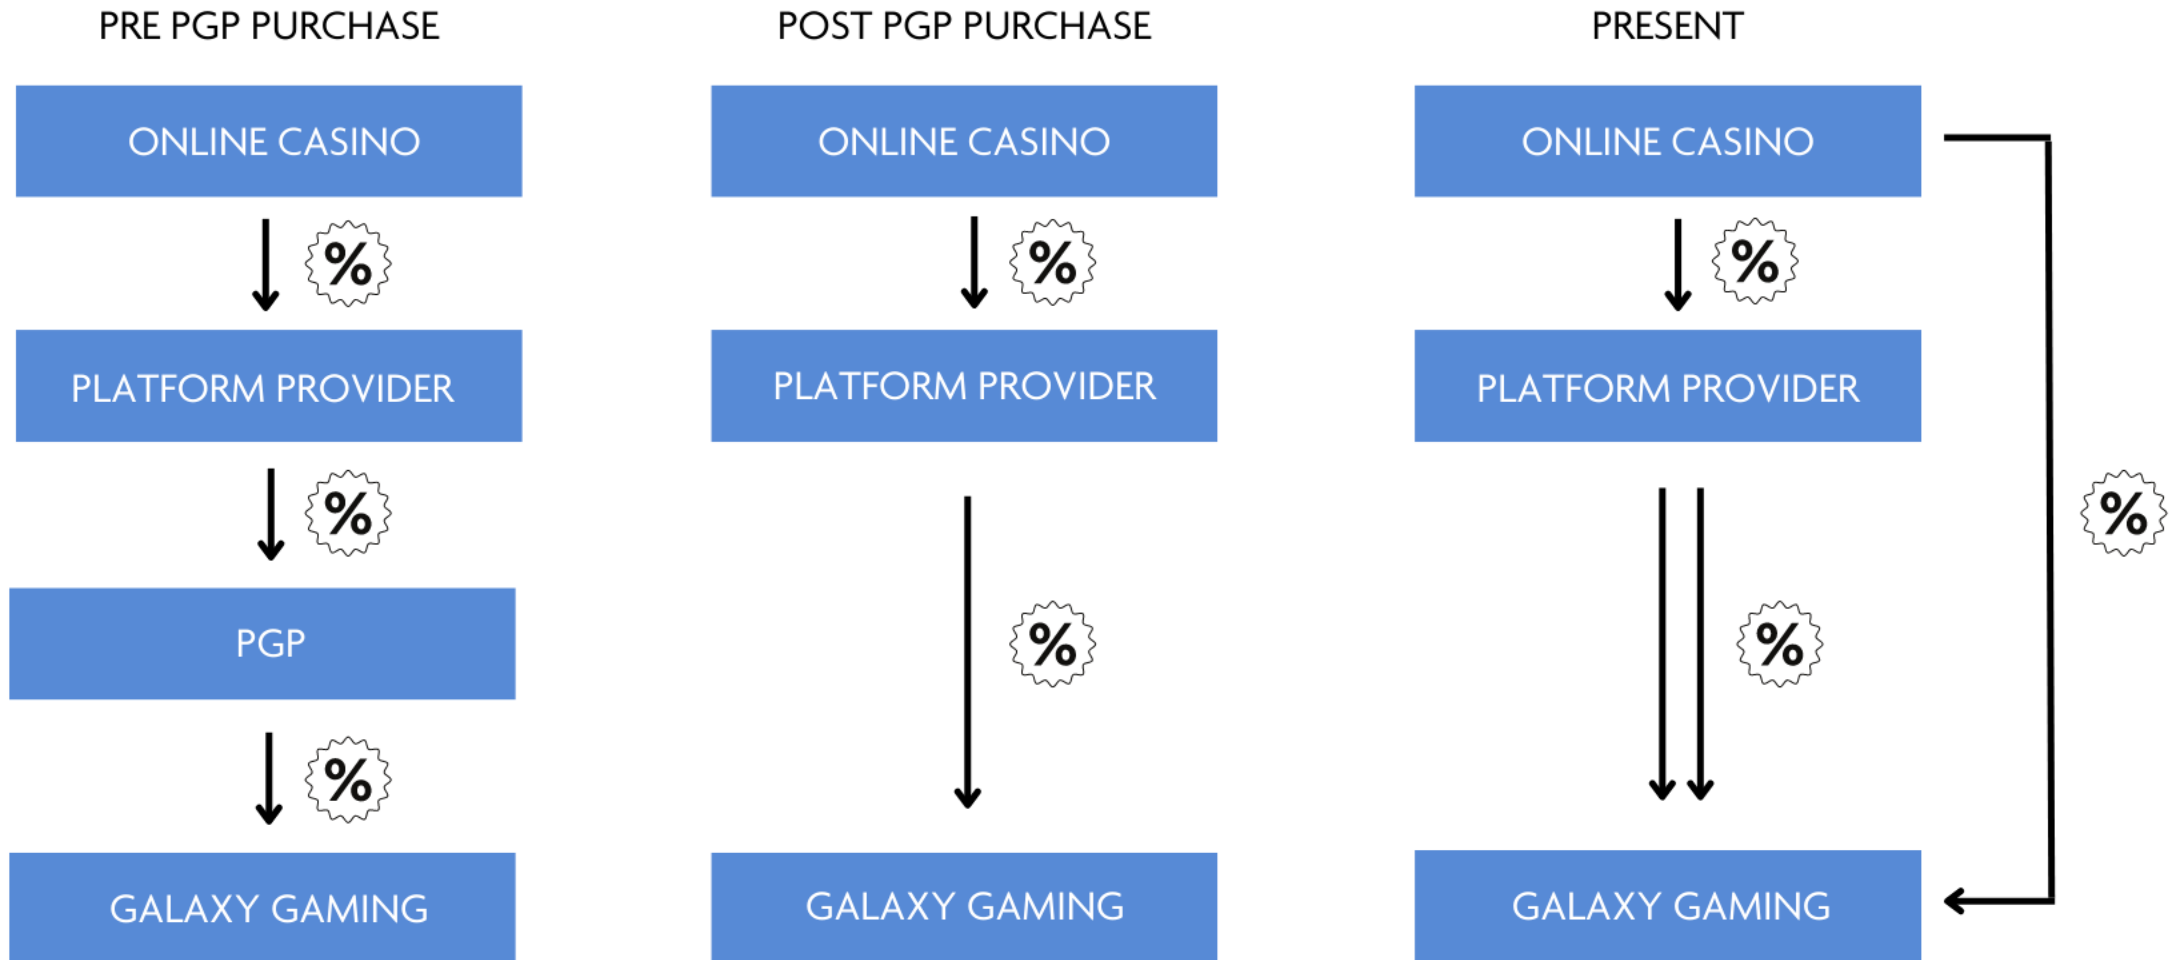 PRE PGP PURCHASE
ONLINE CASINO
%
PLATFORM PROVIDER
%
PGP
%
GALAXY GAMING
POST PGP PURCHASE
ONLINE CASINO
%
PLATFORM PROVIDER
%
GALAXY GAMING
PRESENT
ONLINE CASINO
%
PLATFORM PROVIDER
%
GALAXY GAMING
%